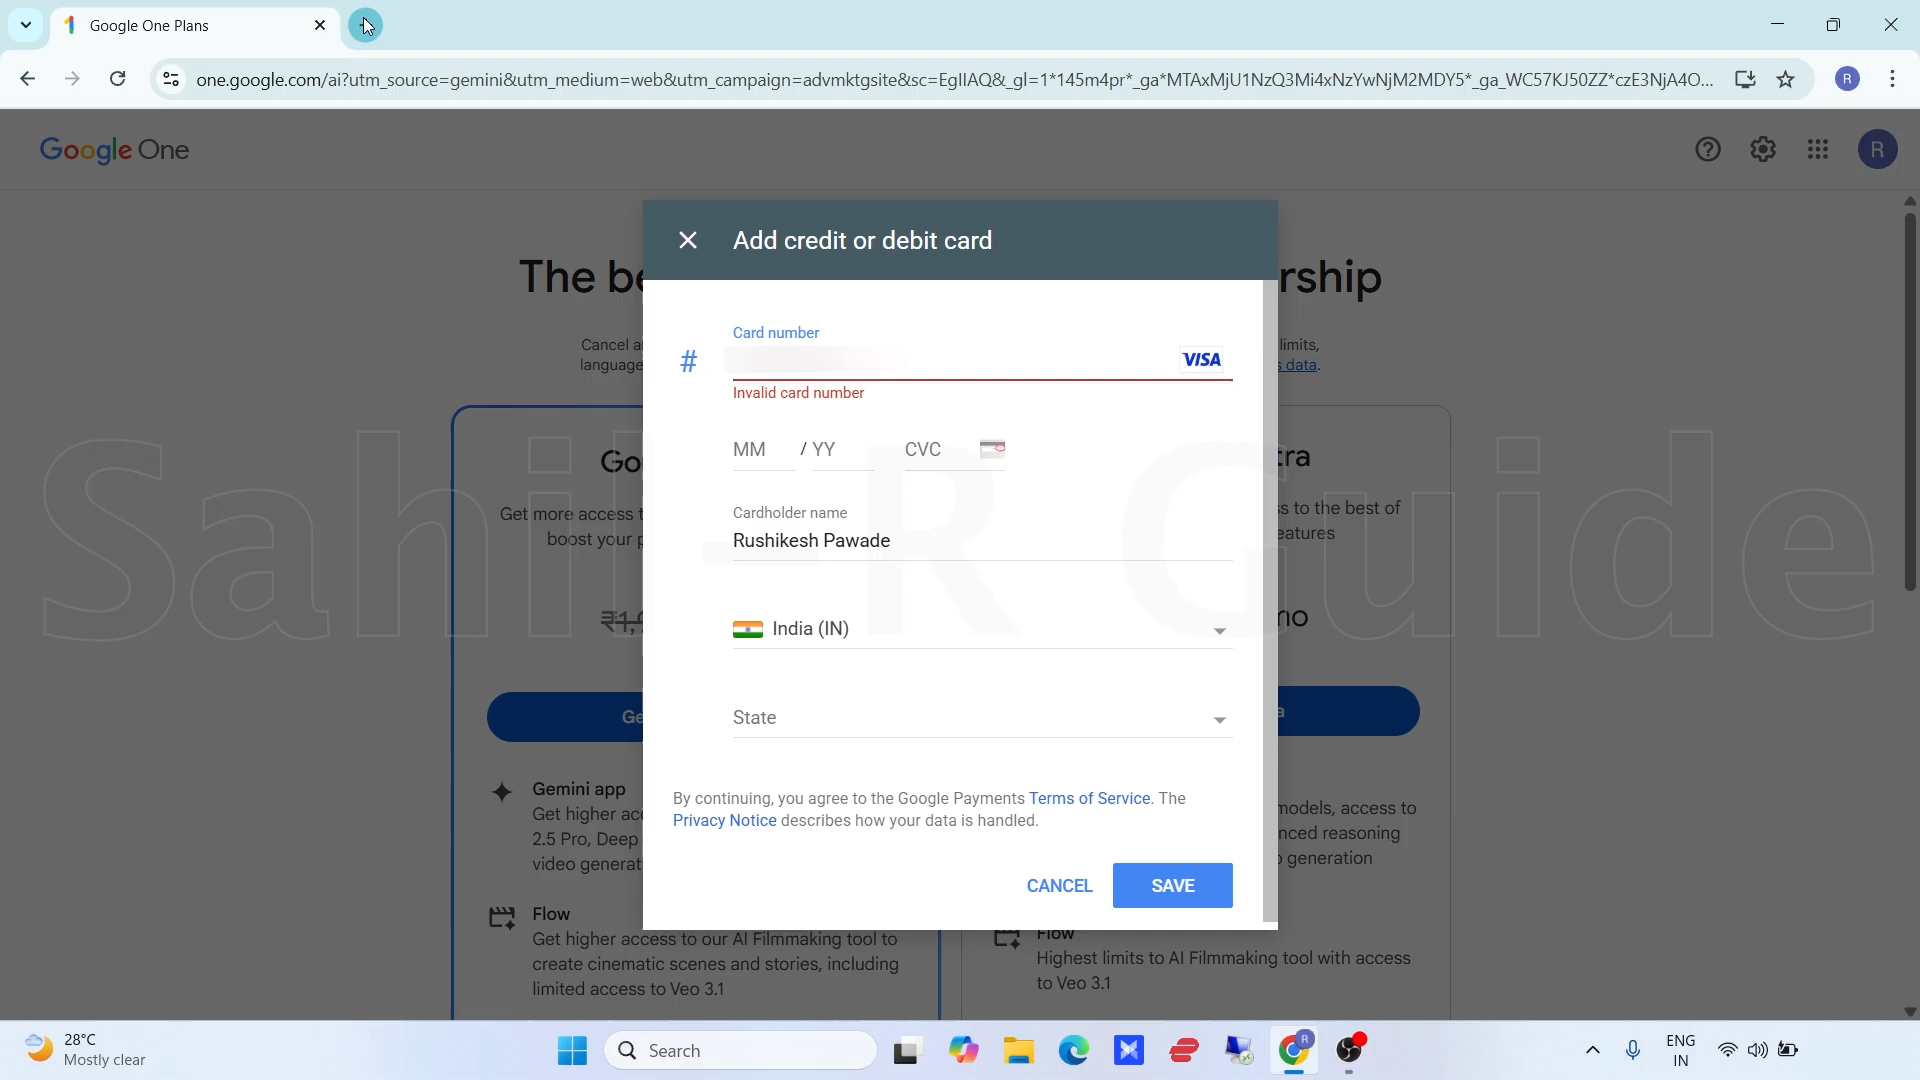 Google One Plans
one.google.com/ai?utm_source=gemini&utm_medium=web&utm_campaign=advmktgsite&sc=EgIIAQ&_gl=1*145m4pr*_ga*MTAxMjU1NzQ3Mi4xNzYwNjM2MDY5*_ga_WC57KJ50ZZ*czE3NjA4O...
R
Google One
R
Add credit or debit card
The be
rship
Card number
VISA
Invalid card number
Cancel a
limits,
language
s data.
MM / YY CVC
Go
tra
Get more access t
boost your p
ss to the best of
eatures
Cardholder name
Rushikesh Pawade
Sahil-R Guide
₹1,9
India (IN)
no
State
Ge
a
By continuing, you agree to the Google Payments Terms of Service. The
Privacy Notice describes how your data is handled.
CANCEL
SAVE
Gemini app
Get higher acc
2.5 Pro, Deep
video generat
models, access to
nced reasoning
generation
Flow
Get higher access to our AI Filmmaking tool to
create cinematic scenes and stories, including
limited access to Veo 3.1
Flow
Highest limits to AI Filmmaking tool with access
to Veo 3.1
28°C
Mostly clear
Search
R
ENG
IN